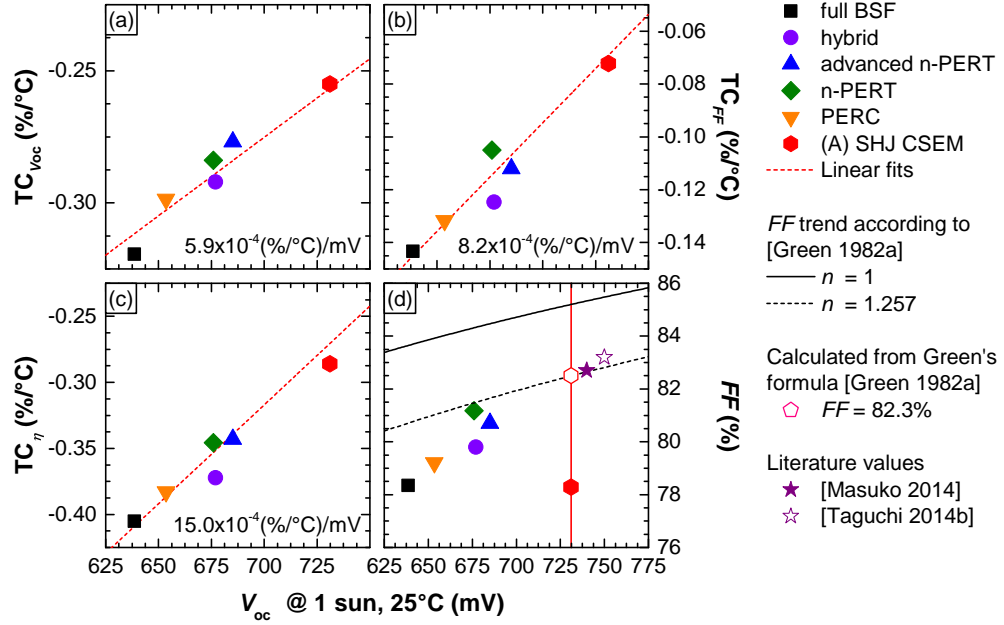 (a)
(b)
-0.25
-0.30
TC_Voc (%/°C)
5.9x10⁻⁴(%/°C)/mV
-0.06
-0.08
-0.10
-0.12
-0.14
TC_FF (%/°C)
8.2x10⁻⁴(%/°C)/mV
(c)
(d)
-0.25
-0.30
-0.35
-0.40
TC_η (%/°C)
15.0x10⁻⁴(%/°C)/mV
86
84
82
80
78
76
FF (%)
625 650 675 700 725
625 650 675 700 725 750 775
V_oc @ 1 sun, 25°C (mV)
full BSF
hybrid
advanced n-PERT
n-PERT
PERC
(A) SHJ CSEM
Linear fits
FF trend according to
[Green 1982a]
n = 1
n = 1.257
Calculated from Green's
formula [Green 1982a]
FF = 82.3%
Literature values
[Masuko 2014]
[Taguchi 2014b]